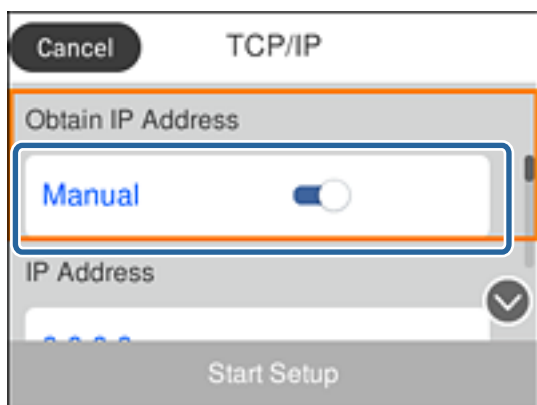 Cancel
TCP/IP
Obtain IP Address
Manual
IP Address
Start Setup